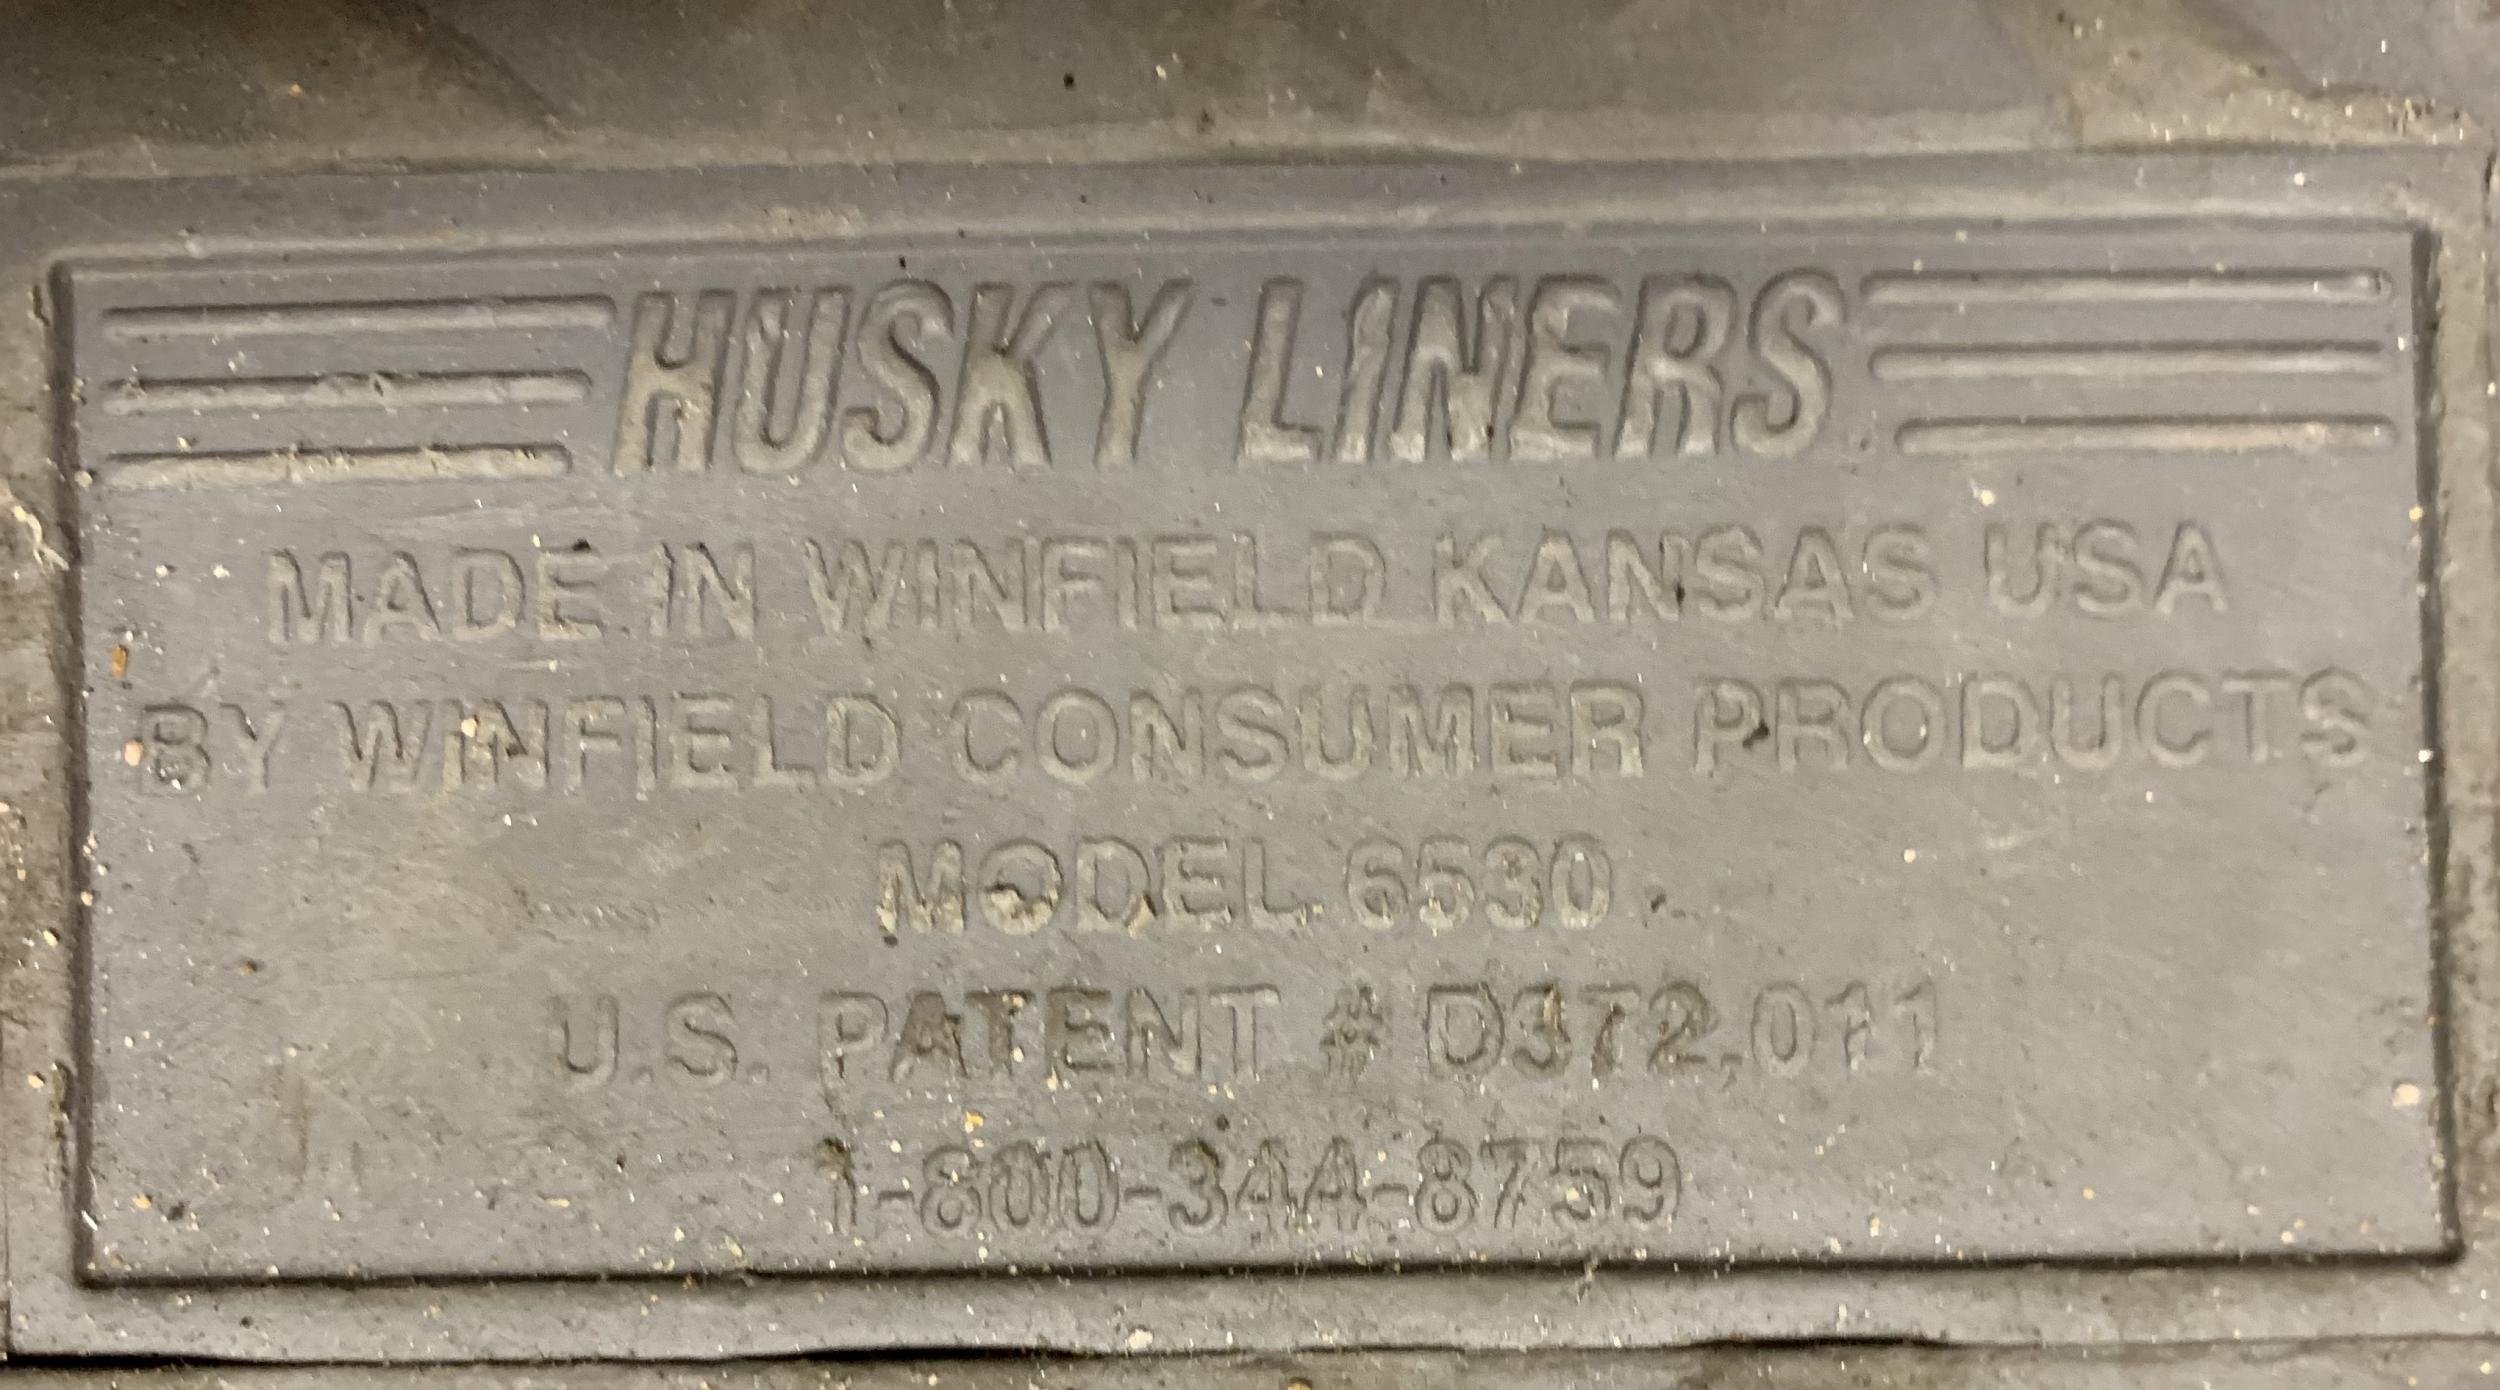 HUSKY LINERS
MADE IN WINFIELD KANSAS USA
BY WINFIELD CONSUMER PRODUCTS
MODEL 6530
U.S. PATENT # D372,011
1-800-344-8759